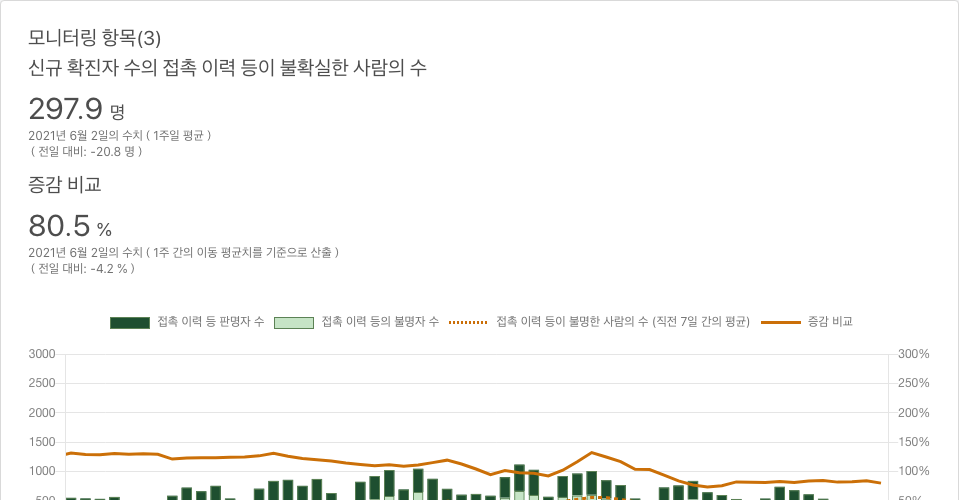 모니터링 항목(3)
신규 확진자 수의 접촉 이력 등이 불확실한 사람의 수
297.9 명
2021년 6월 2일의 수치 ( 1주일 평균 )
( 전일 대비: -20.8 명 )
증감 비교
80.5 %
2021년 6월 2일의 수치 ( 1주 간의 이동 평균치를 기준으로 산출 )
( 전일 대비: -4.2 % )
접촉 이력 등 판명자 수 접촉 이력 등의 불명자 수 접촉 이력 등이 불명한 사람의 수 (직전 7일 간의 평균) 증감 비교
3000 300%
2500 250%
2000 200%
1500 150%
1000 100%
500 50%